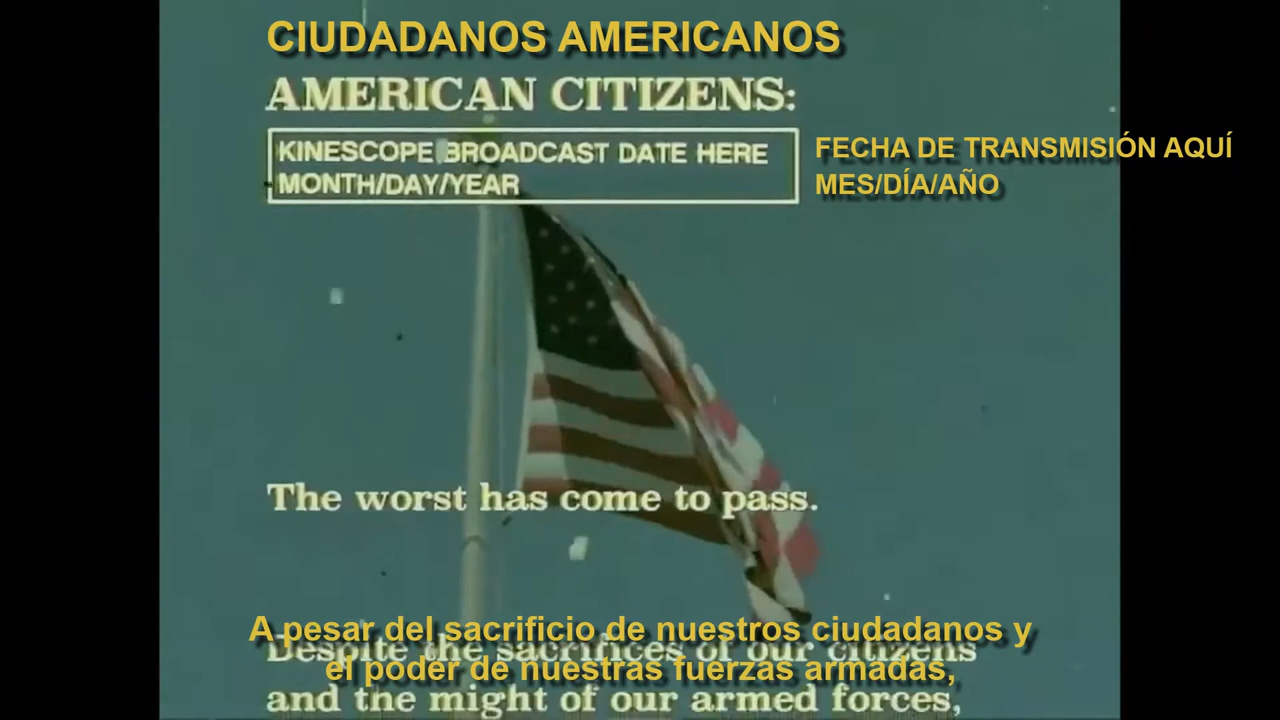 CIUDADANOS AMERICANOS
AMERICAN CITIZENS:
KINESCOPE BROADCAST DATE HERE
MONTH/DAY/YEAR
FECHA DE TRANSMISIÓN AQUÍ
MES/DÍA/AÑO
The worst has come to pass.
A pesar del sacrificio de nuestros ciudadanos y
Despite the sacrifices of our citizens
el poder de nuestras fuerzas armadas,
and the might of our armed forces,